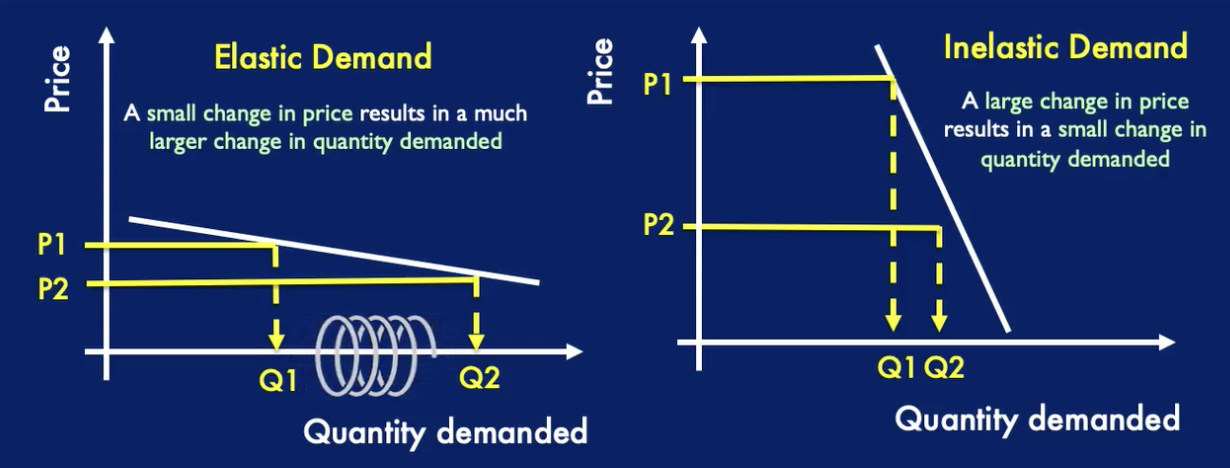 Elastic Demand
A small change in price results in a much
larger change in quantity demanded
Price
P1
P2
Q1
Q2
Quantity demanded
Inelastic Demand
A large change in price
results in a small change in
quantity demanded
Price
P1
P2
Q1
Q2
Quantity demanded